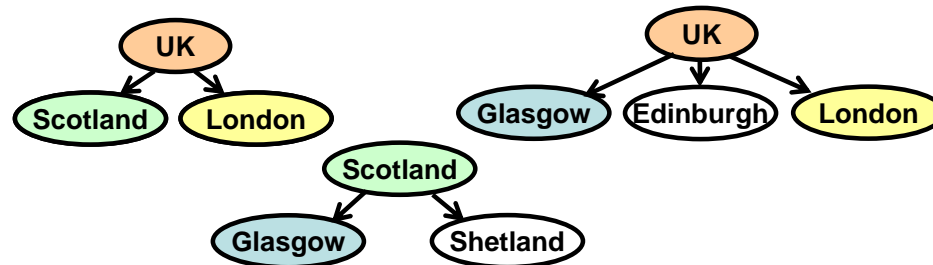 UK
Scotland London
UK
Glasgow Edinburgh London
Scotland
Glasgow Shetland